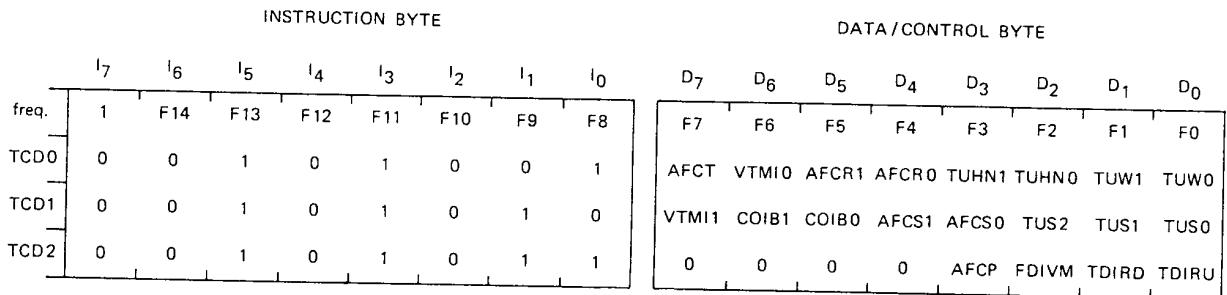 INSTRUCTION BYTE DATA/CONTROL BYTE
I7 I6 I5 I4 I3 I2 I1 I0 D7 D6 D5 D4 D3 D2 D1 D0
freq. 1 F14 F13 F12 F11 F10 F9 F8 F7 F6 F5 F4 F3 F2 F1 F0
TCD0 0 0 1 0 1 0 0 1 AFCT VTMI0 AFCR1 AFCR0 TUHN1 TUHN0 TUW1 TUW0
TCD1 0 0 1 0 1 0 1 0 VTMI1 COIB1 COIB0 AFCS1 AFCS0 TUS2 TUS1 TUS0
TCD2 0 0 1 0 1 0 1 1 0 0 0 0 AFCP FDIVM TDIRD TDIRU